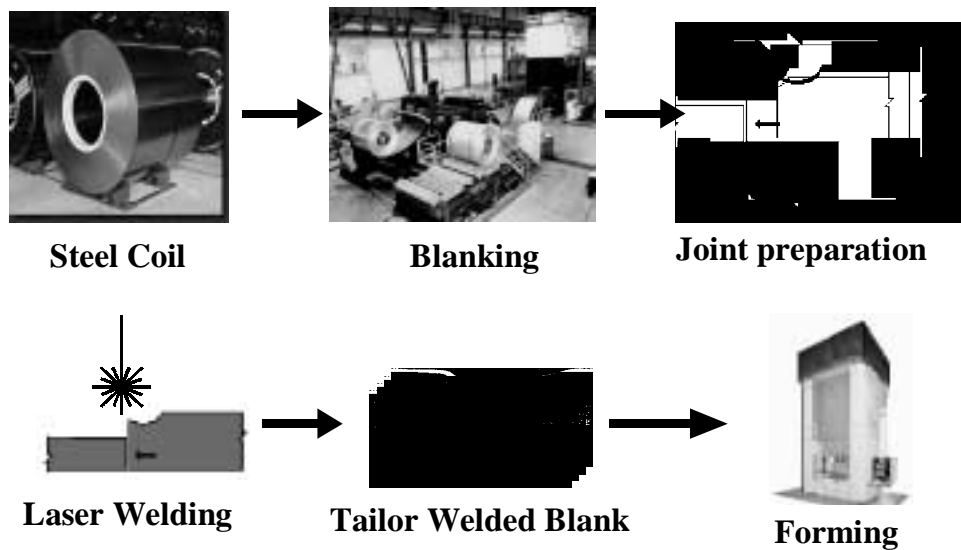 Steel Coil
Blanking
Joint preparation
Laser Welding
Tailor Welded Blank
Forming